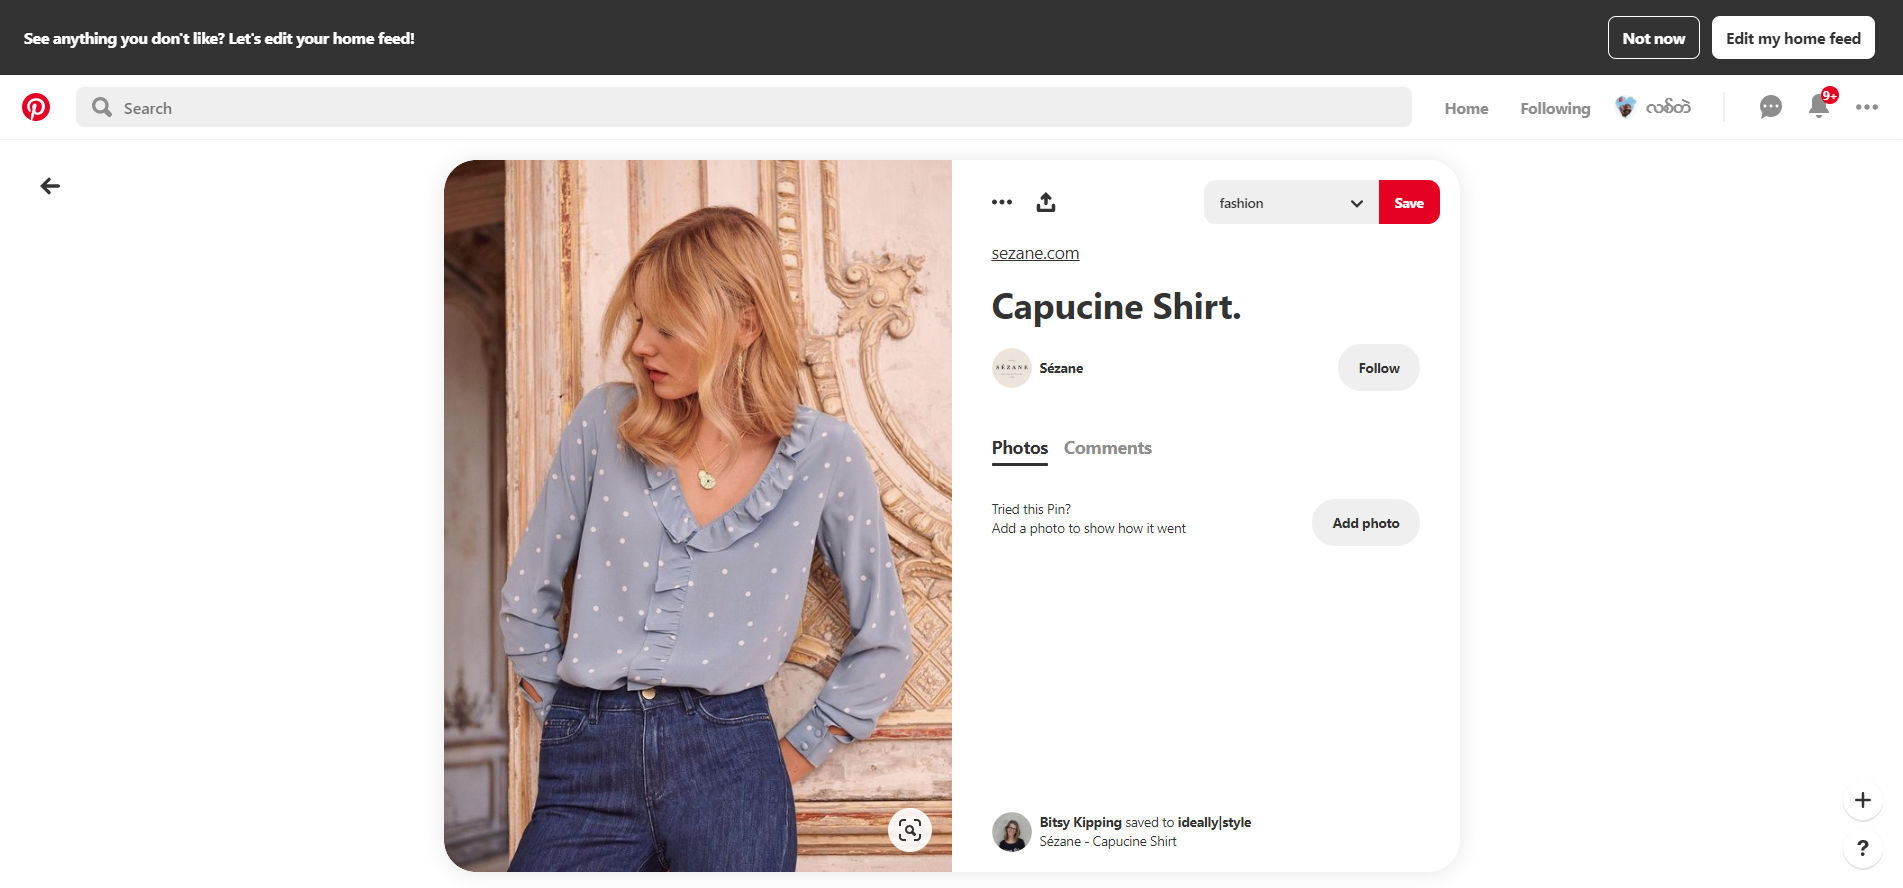 See anything you don't like? Let's edit your home feed!
Not now
Edit my home feed
Search
Home
Following
လစ်တဲ
9+
fashion
Save
sezane.com
Capucine Shirt.
SÉZANE
Sézane
Follow
Photos
Comments
Tried this Pin?
Add a photo to show how it went
Add photo
Bitsy Kipping saved to ideally|style
Sézane - Capucine Shirt
?